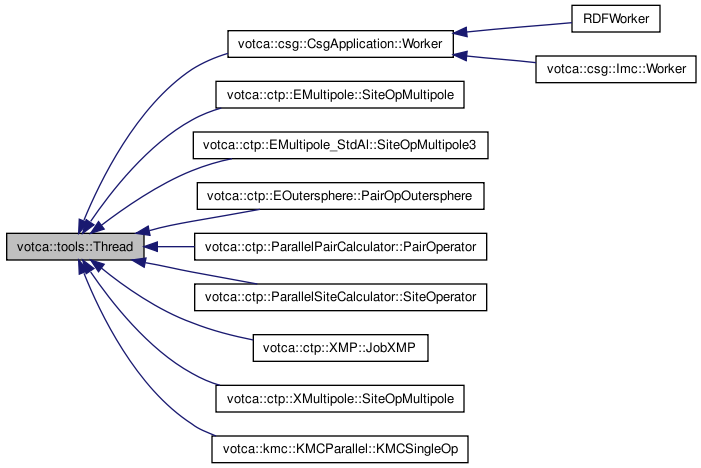 RDFWorker
votca::csg::CsgApplication::Worker
votca::csg::Imc::Worker
votca::ctp::EMultipole::SiteOpMultipole
votca::ctp::EMultipole_StdAl::SiteOpMultipole3
votca::ctp::EOutersphere::PairOpOutersphere
votca::tools::Thread
votca::ctp::ParallelPairCalculator::PairOperator
votca::ctp::ParallelSiteCalculator::SiteOperator
votca::ctp::XMP::JobXMP
votca::ctp::XMultipole::SiteOpMultipole
votca::kmc::KMCParallel::KMCSingleOp